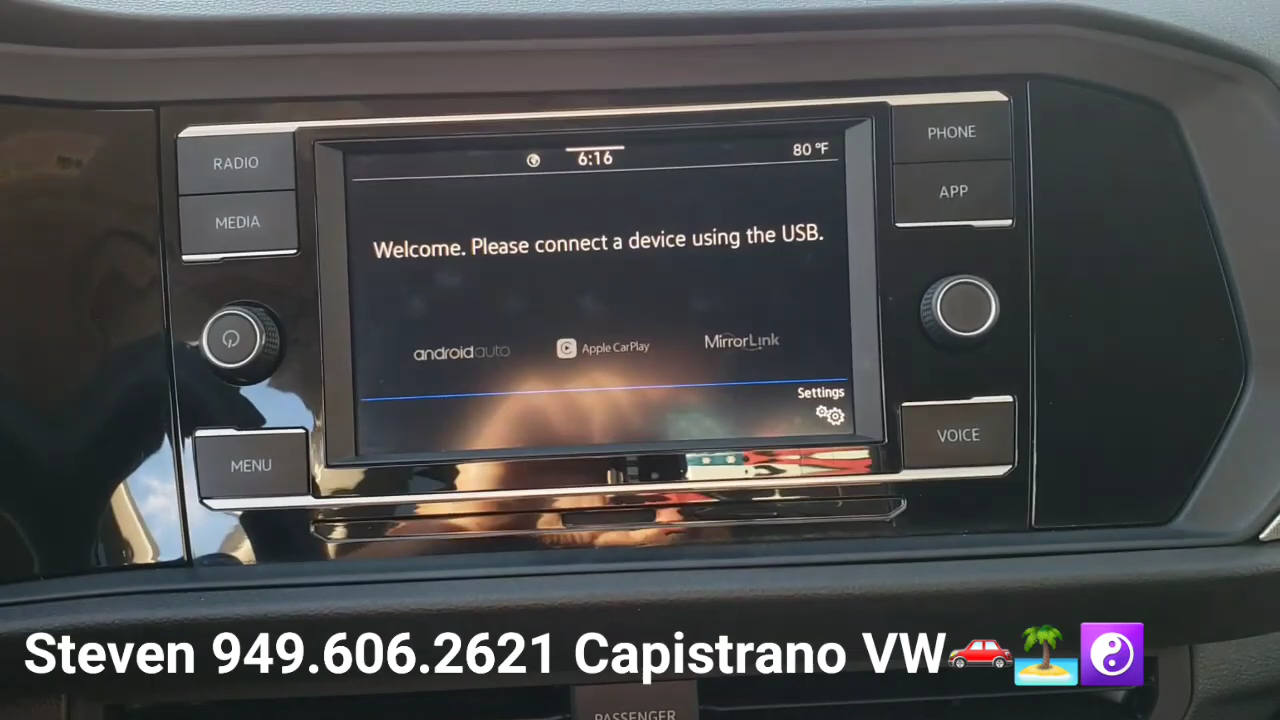 RADIO
MEDIA
MENU
6:16
80 °F
Welcome. Please connect a device using the USB.
androidauto
Apple CarPlay
MirrorLink
Settings
PHONE
APP
VOICE
Steven 949.606.2621 Capistrano VW🚗🏝️☯️
PASSENGER